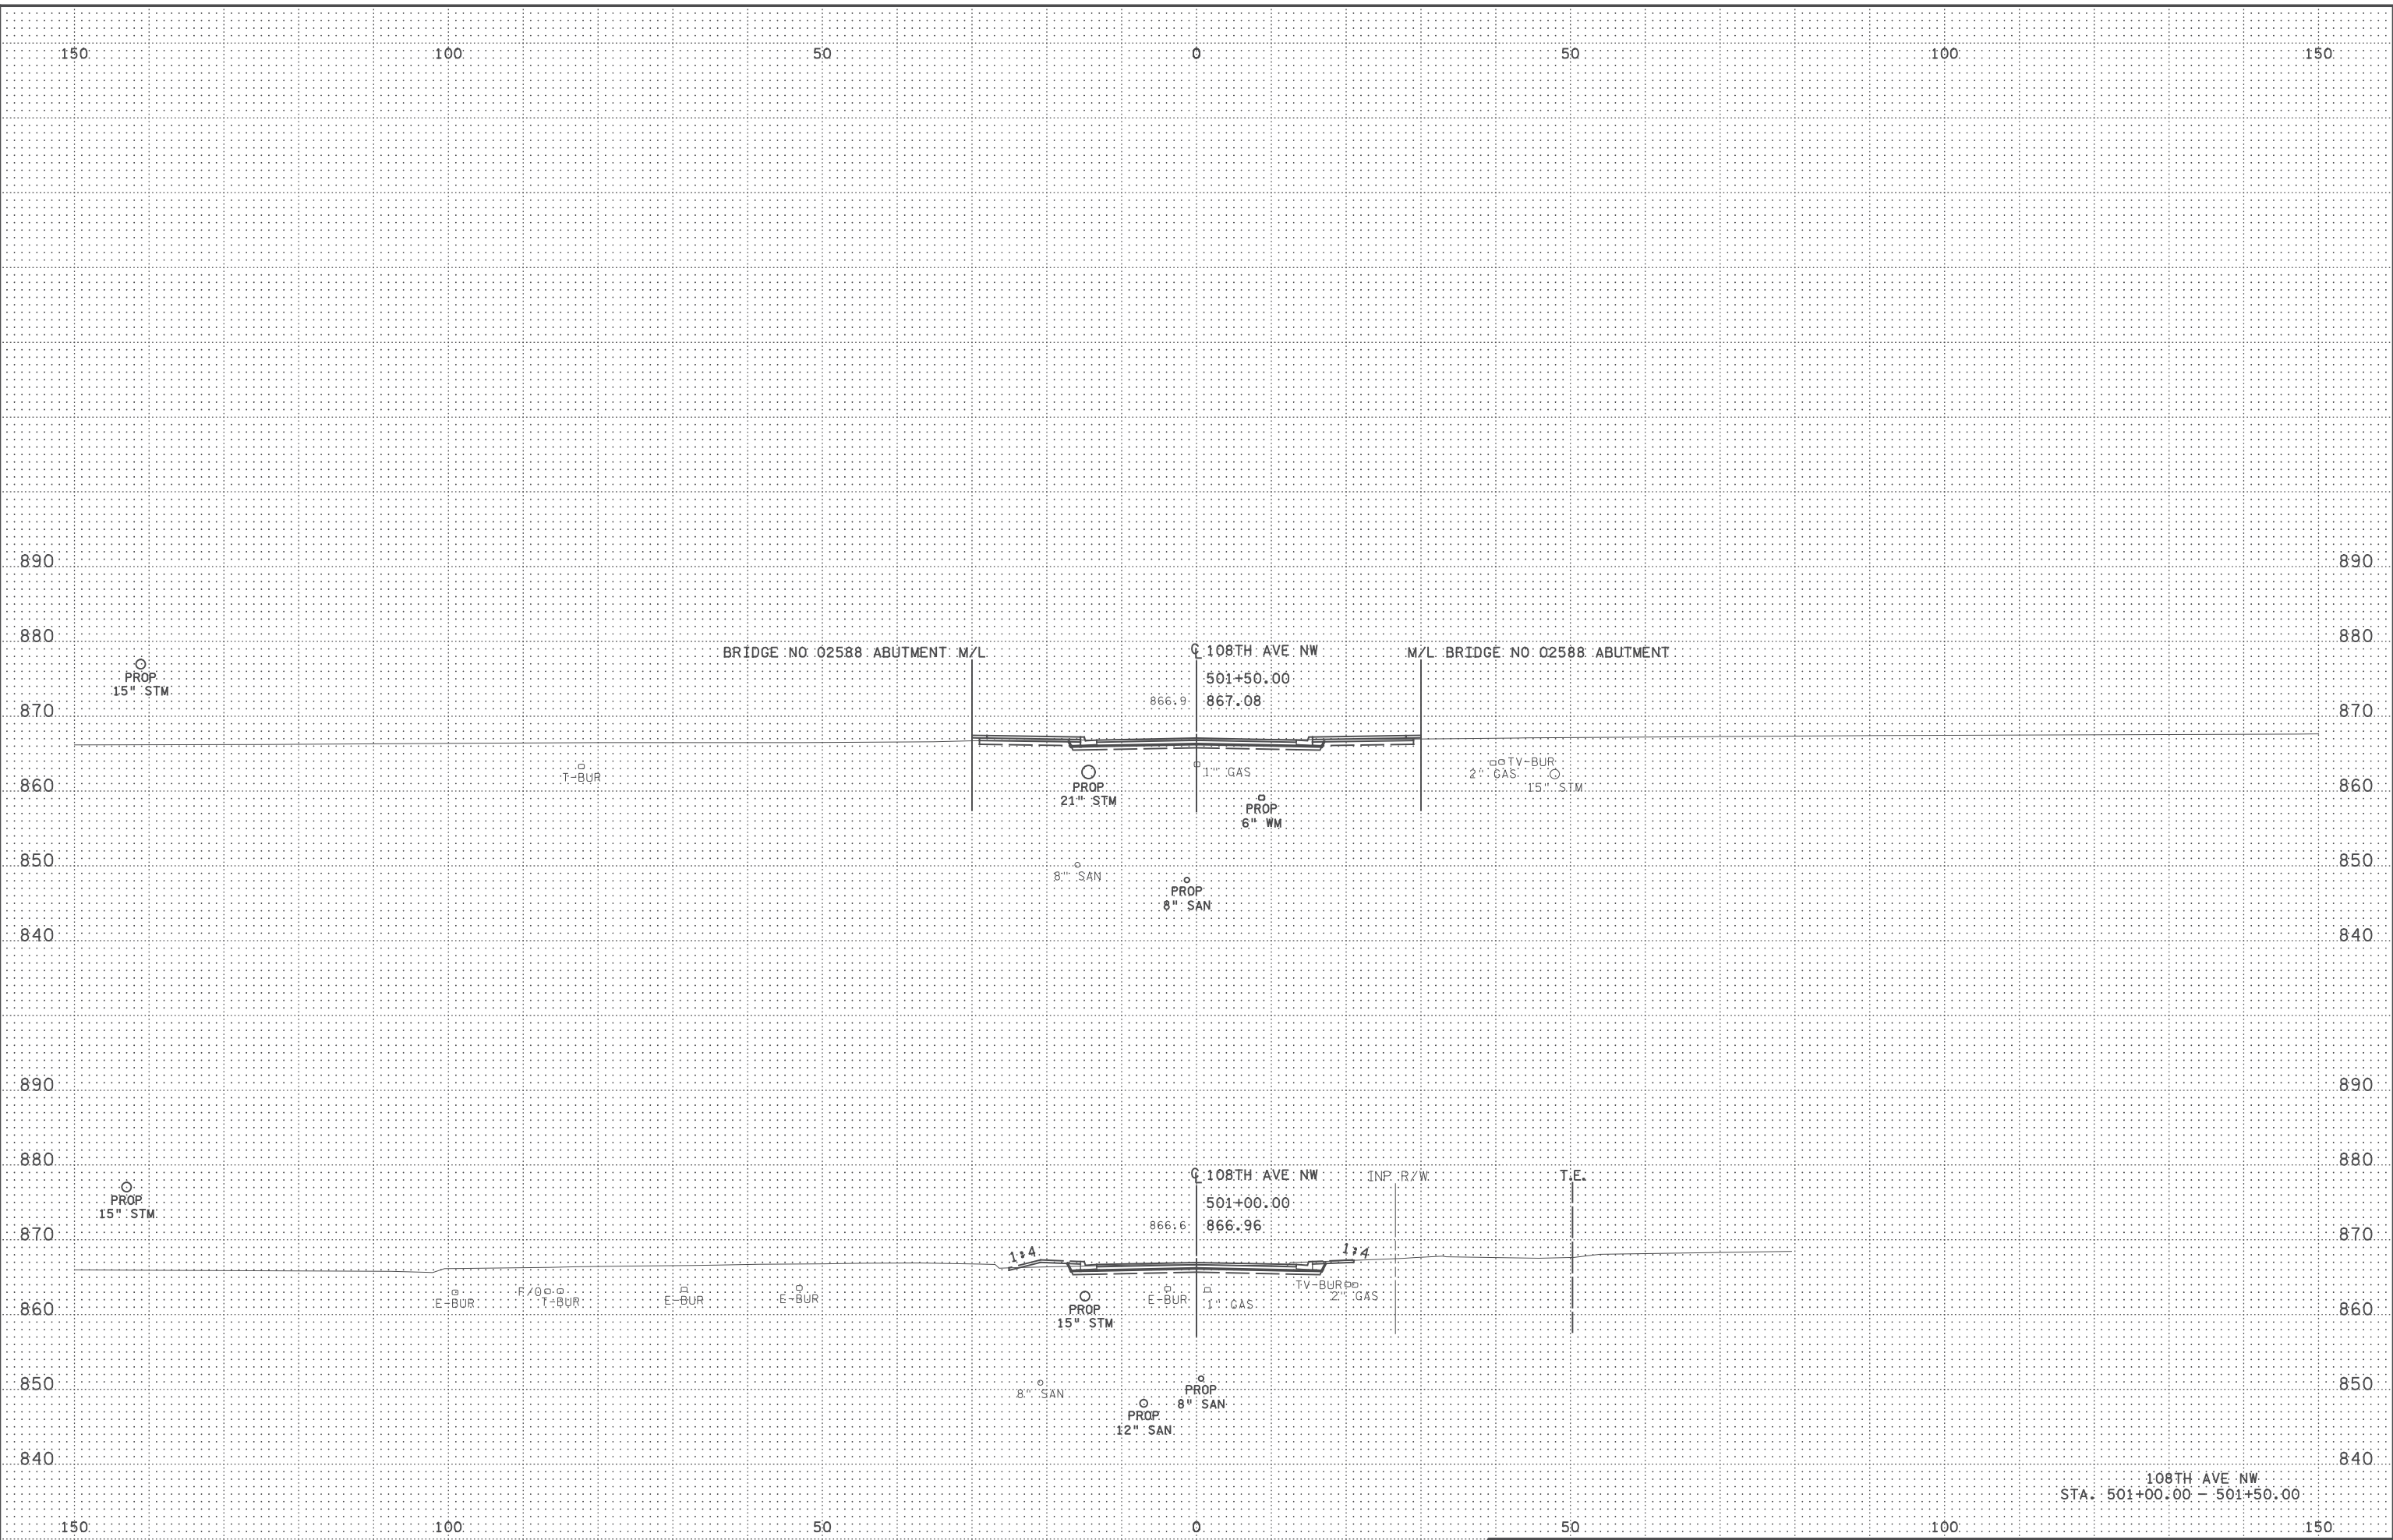 150 100 50 0 50 100 150
890 890
880 880
BRIDGE NO 02588 ABUTMENT M/L ℄ 108TH AVE NW M/L BRIDGE NO 02588 ABUTMENT
PROP
15" STM
501+50.00
866.9 867.08
870 870
T-BUR
1" GAS
TV-BUR
2" GAS
15" STM
860 860
PROP
21" STM
PROP
6" WM
850 850
8" SAN
PROP
8" SAN
840 840
890 890
880 880
℄ 108TH AVE NW INP R/W T.E.
PROP
15" STM
501+00.00
866.6 866.96
870 870
1:4 1:4
E-BUR
F/O
T-BUR
E-BUR
E-BUR
E-BUR
1" GAS
TV-BUR
2" GAS
860 860
PROP
15" STM
850 850
8" SAN
PROP
8" SAN
PROP
12" SAN
840 840
108TH AVE NW
STA. 501+00.00 - 501+50.00
150 100 50 0 50 100 150